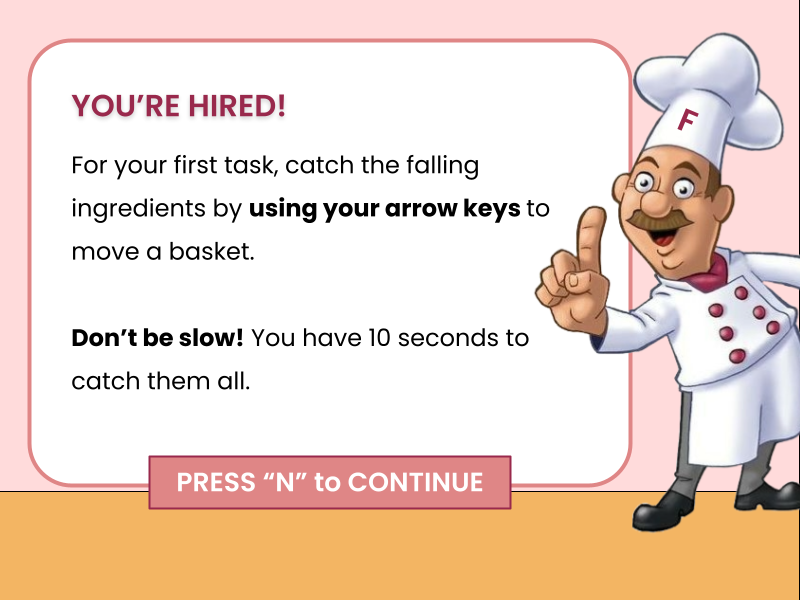 YOU’RE HIRED!
F
For your first task, catch the falling
ingredients by using your arrow keys to
move a basket.
Don’t be slow! You have 10 seconds to
catch them all.
PRESS “N” to CONTINUE